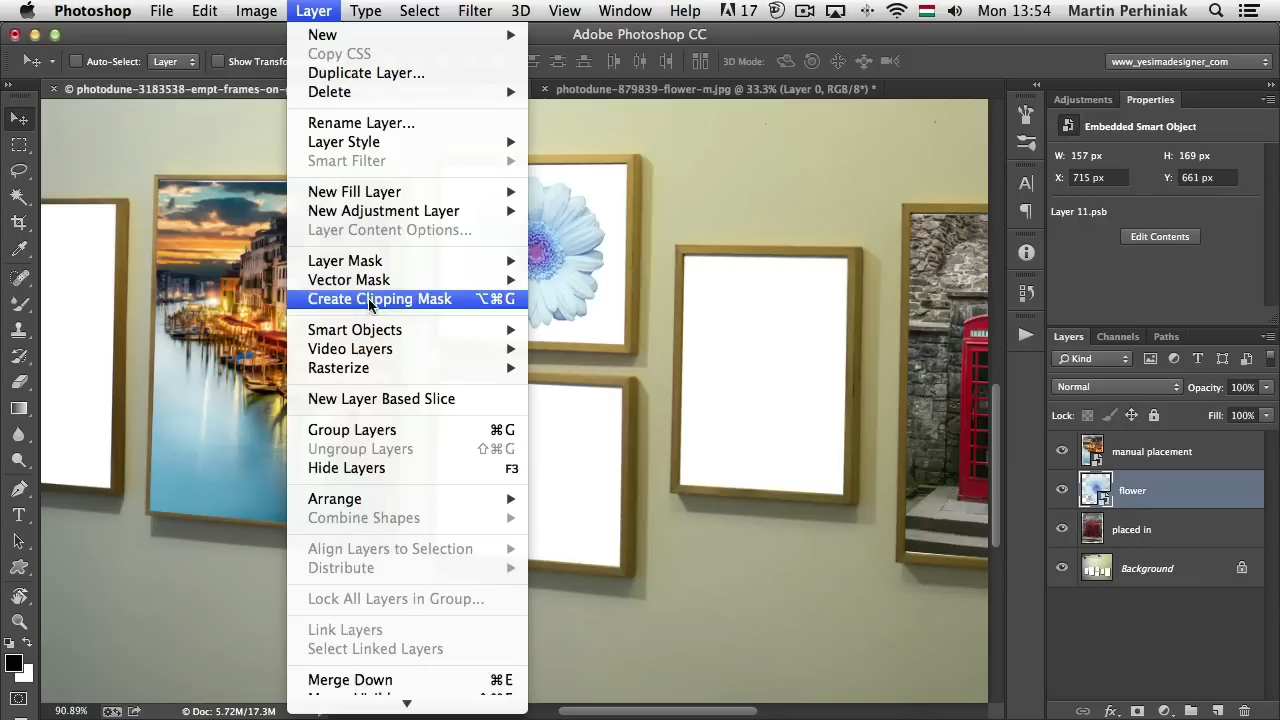 Photoshop File Edit Image Layer Type Select Filter 3D View Window Help 17 Mon 13:54 Martin Perhiniak
Adobe Photoshop CC
Auto-Select: Layer Show Transfo 3D Mode: www_yesimadesigner_com
× © photodune-3183538-empt-frames-on- × photodune-879839-flower-m.jpg @ 33.3% (Layer 0, RGB/8*) *
New
Copy CSS
Duplicate Layer...
Delete
Rename Layer...
Layer Style
Smart Filter
New Fill Layer
New Adjustment Layer
Layer Content Options...
Layer Mask
Vector Mask
Create Clipping Mask ⌥⌘G
Smart Objects
Video Layers
Rasterize
New Layer Based Slice
Group Layers ⌘G
Ungroup Layers ⇧⌘G
Hide Layers F3
Arrange
Combine Shapes
Align Layers to Selection
Distribute
Lock All Layers in Group...
Link Layers
Select Linked Layers
Merge Down ⌘E
Adjustments Properties
Embedded Smart Object
W: 157 px H: 169 px
X: 715 px Y: 661 px
Layer 11.psb
Edit Contents
Layers Channels Paths
Kind
Normal Opacity: 100%
Lock: Fill: 100%
manual placement
flower
placed in
Background
90.89% Doc: 5.72M/17.3M